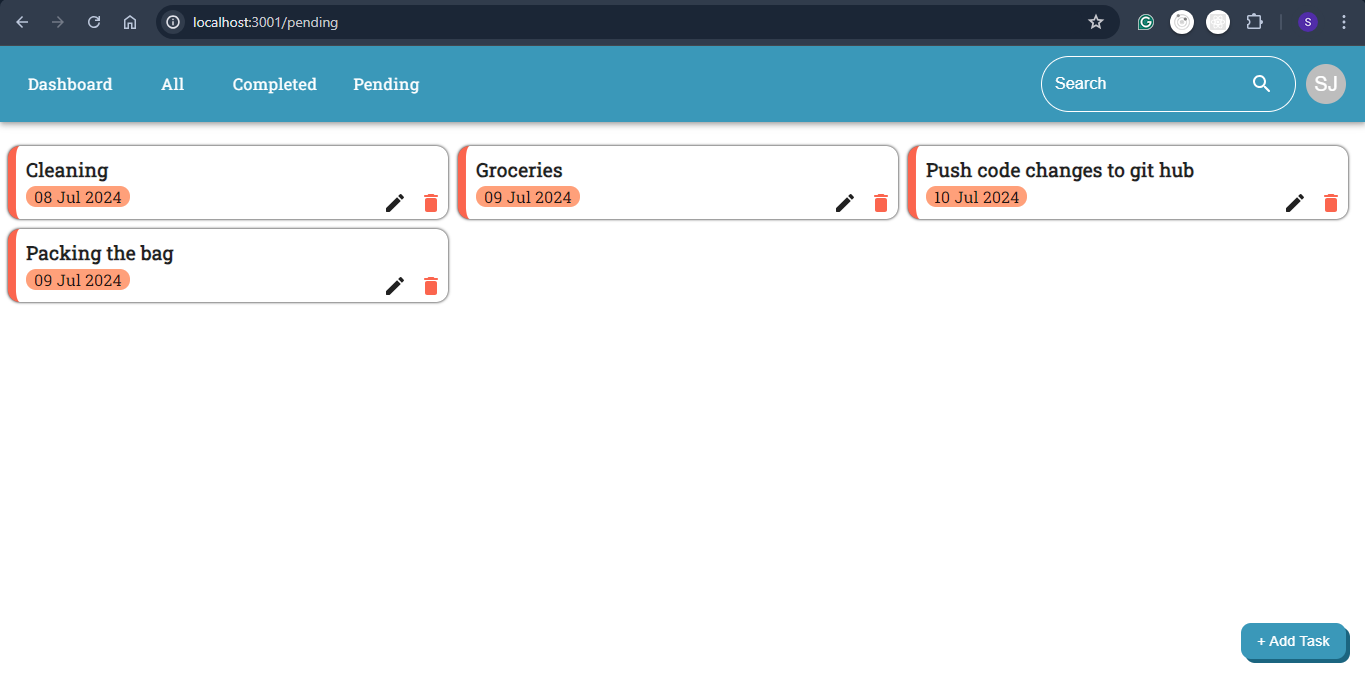 localhost:3001/pending
S
Dashboard All Completed Pending
Search
SJ
Cleaning
08 Jul 2024
Groceries
09 Jul 2024
Push code changes to git hub
10 Jul 2024
Packing the bag
09 Jul 2024
+ Add Task